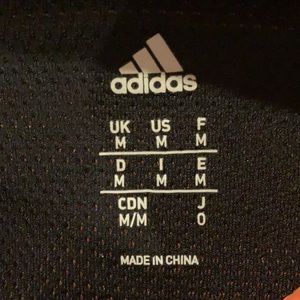 adidas
UK US F
M M M
D I E
M M M
CDN J
M/M O
MADE IN CHINA